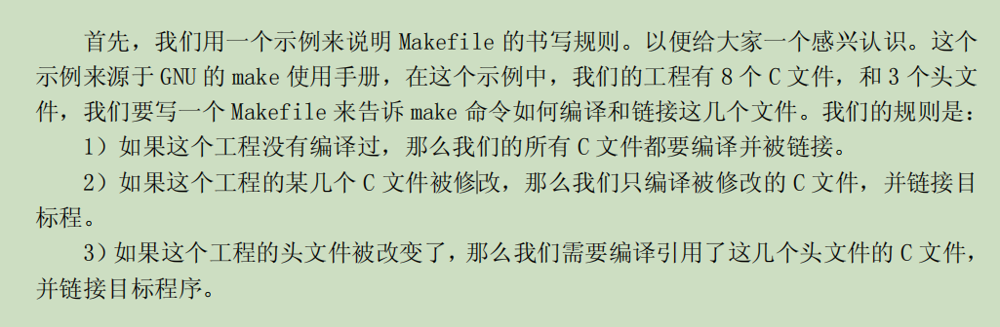 首先，我们用一个示例来说明 Makefile 的书写规则。以便给大家一个感兴认识。这个
示例来源于 GNU 的 make 使用手册，在这个示例中，我们的工程有 8 个 C 文件，和 3 个头文
件，我们要写一个 Makefile 来告诉 make 命令如何编译和链接这几个文件。我们的规则是：
1）如果这个工程没有编译过，那么我们的所有 C 文件都要编译并被链接。
2）如果这个工程的某几个 C 文件被修改，那么我们只编译被修改的 C 文件，并链接目
标程。
3）如果这个工程的头文件被改变了，那么我们需要编译引用了这几个头文件的 C 文件，
并链接目标程序。